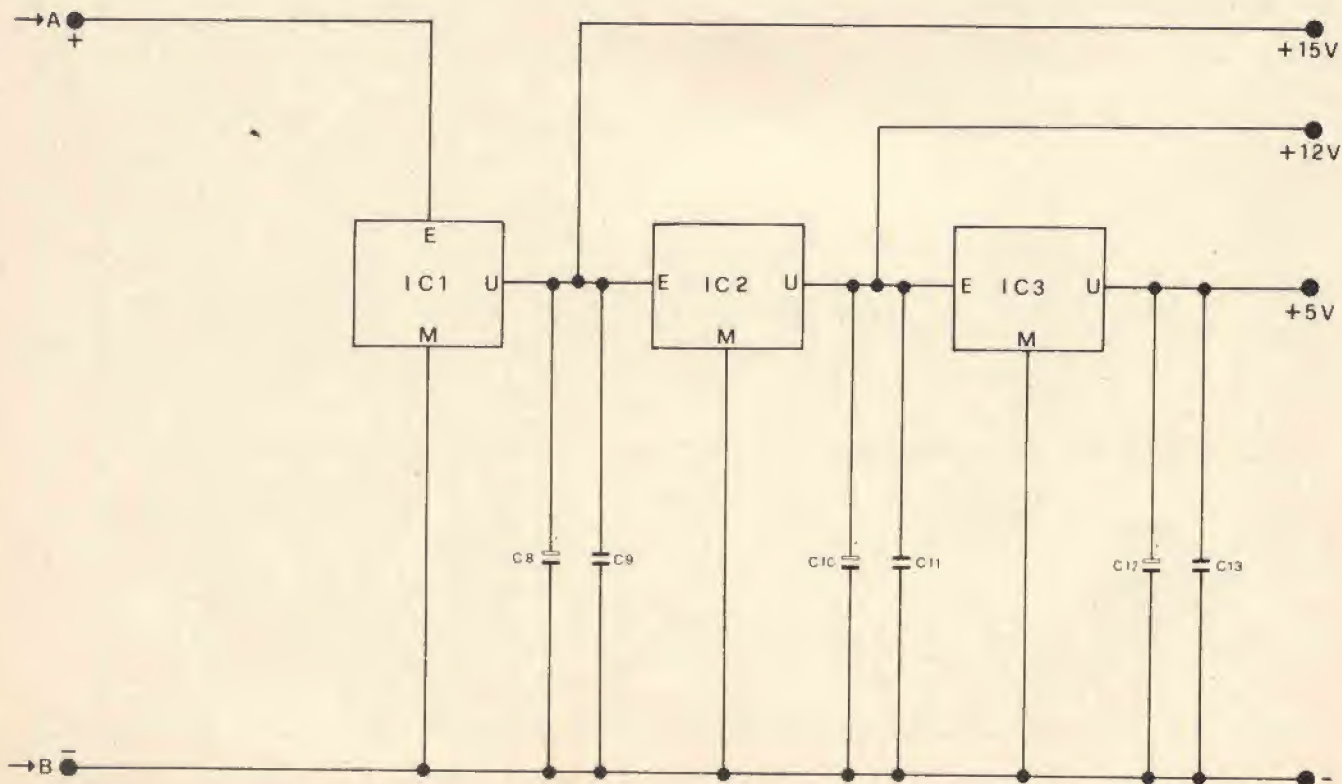 →A
+
+15V
+12V
E
IC1 U
M
E IC2 U
M
E IC3 U
M
+5V
C8
C9
C10
C11
C12
C13
→B −
−